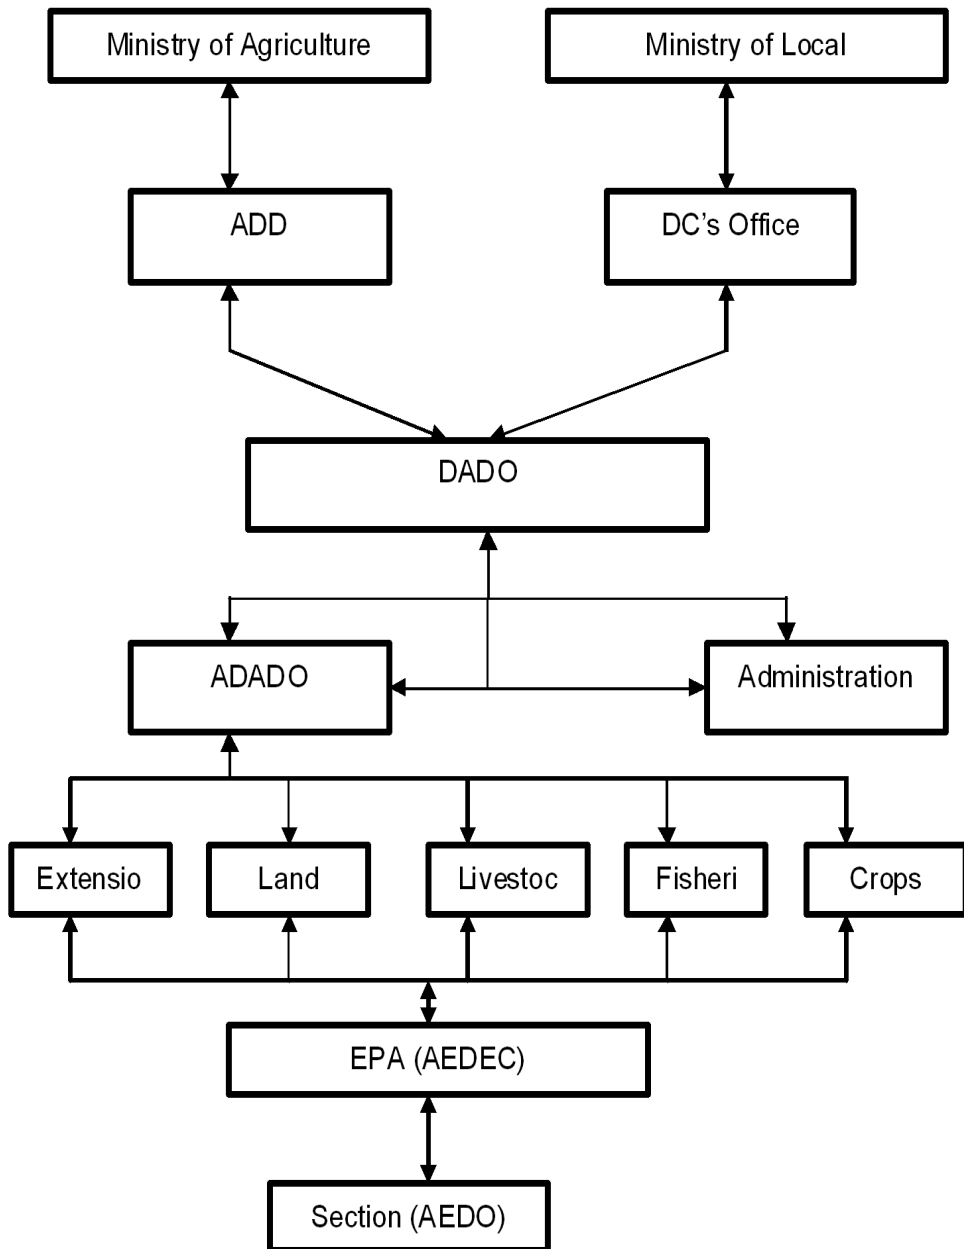 Ministry of Agriculture
Ministry of Local
ADD
DC's Office
DADO
ADADO
Administration
Extensio
Land
Livestoc
Fisheri
Crops
EPA (AEDEC)
Section (AEDO)